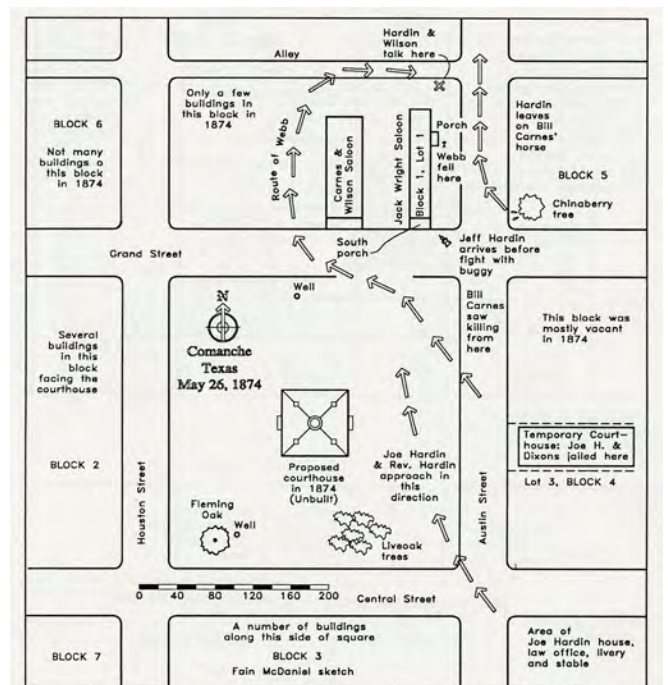 Hardin &
Wilson
talk here
Alley
Only a few
buildings in
this block in
1874
BLOCK 6
Not many
buildings o
this block
in 1874
Route of Webb
Carnes &
Wilson Saloon
Jack Wright Saloon
Block 1, Lot 1
Porch
Webb
fell
here
Hardin
leaves
on Bill
Carnes'
horse
BLOCK 5
Chinaberry
tree
South
porch
Jeff Hardin
arrives before
fight with
buggy
Grand Street
Well
Bill
Carnes
saw
killing
from
here
This block was
mostly vacant
in 1874
N
Comanche
Texas
May 26, 1874
Several
buildings
in this
block
facing the
courthouse
BLOCK 2
Houston Street
Proposed
courthouse
in 1874
(Unbuilt)
Joe Hardin
& Rev. Hardin
approach in
this
direction
Austin Street
Temporary Court-
house: Joe H. &
Dixons jailed here
Lot 3, BLOCK 4
Fleming
Oak
Well
Liveoak
trees
0 40 80 120 160 200
Central Street
BLOCK 7
A number of buildings
along this side of square
BLOCK 3
Fain McDaniel sketch
Area of
Joe Hardin house,
law office, livery
and stable